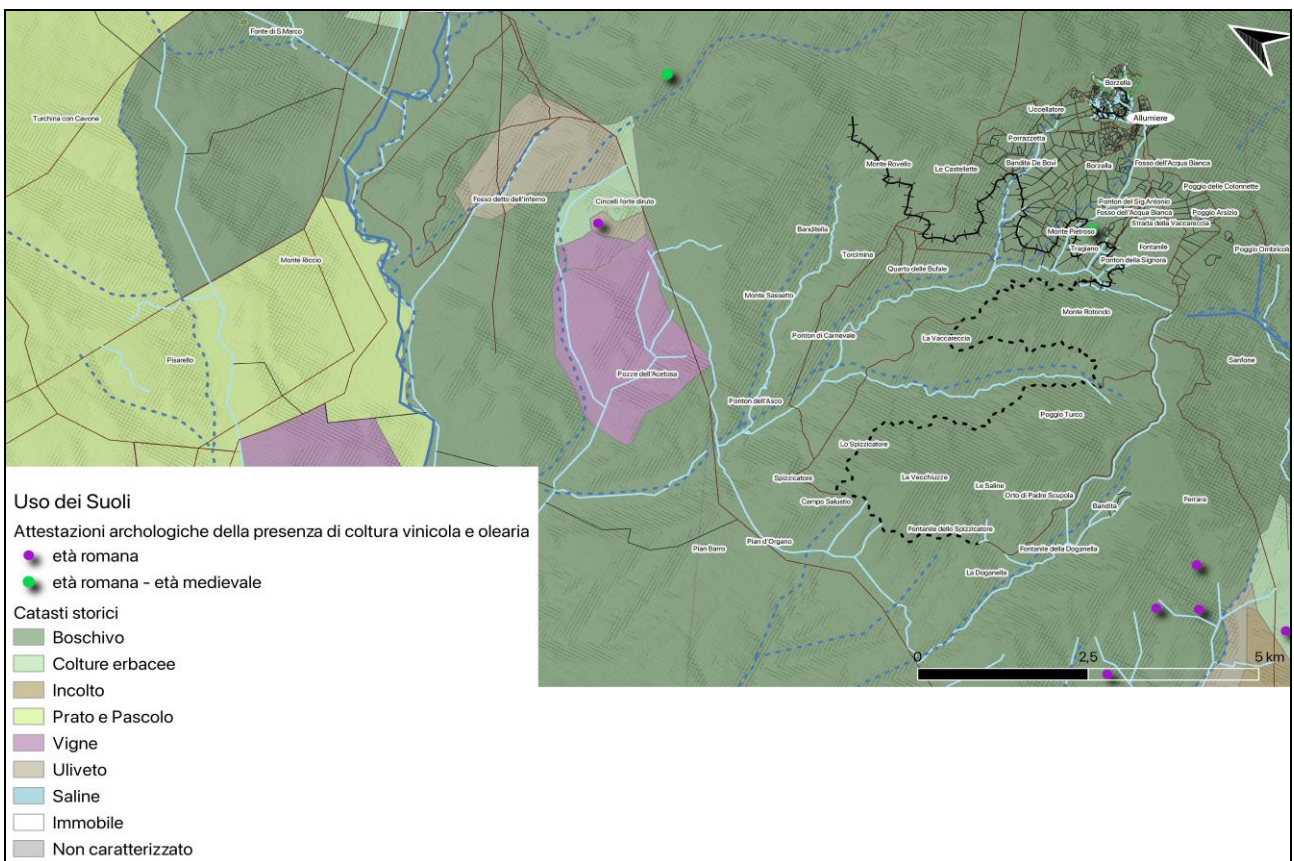 Fonte di S.Marco
Borzella
Uccellatore
Turchina con Cavone
Allumiere
Porrazzetta
Monte Rovello
Le Castellette
Bandita De Bovi
Borzella
Fosso dell'Acqua Bianca
Poggio delle Colonnette
Fosso detto dell'Inferno
Cincelli forte diruto
Ponton del Sig.Antonio
Fosso dell'Acqua Bianca
Poggio Arsizio
Strada della Vaccareccia
Banditella
Monte Pietroso
Tragiano
Fontanile
Poggio Ombricolo
Torcimina
Monte Riccio
Ponton della Signora
Quarto delle Bufale
Monte Sassetto
Monte Rotondo
Ponton di Carnevale
La Vaccareccia
Pisarello
Sanfone
Pozze dell'Acetosa
Ponton dell'Asco
Poggio Turco
Lo Spizzicatore
Spizzicatore
Le Vecchiuzze
Le Saline
Campo Salustio
Orto di Padre Scupola
Ferrara
Bandita
Fontanile dello Spizzicatore
Pian d'Organo
Pian Barro
Fontanile della Doganella
La Doganella
0 2,5 5 km
Uso dei Suoli
Attestazioni archologiche della presenza di coltura vinicola e olearia
età romana
età romana - età medievale
Catasti storici
Boschivo
Colture erbacee
Incolto
Prato e Pascolo
Vigne
Uliveto
Saline
Immobile
Non caratterizzato